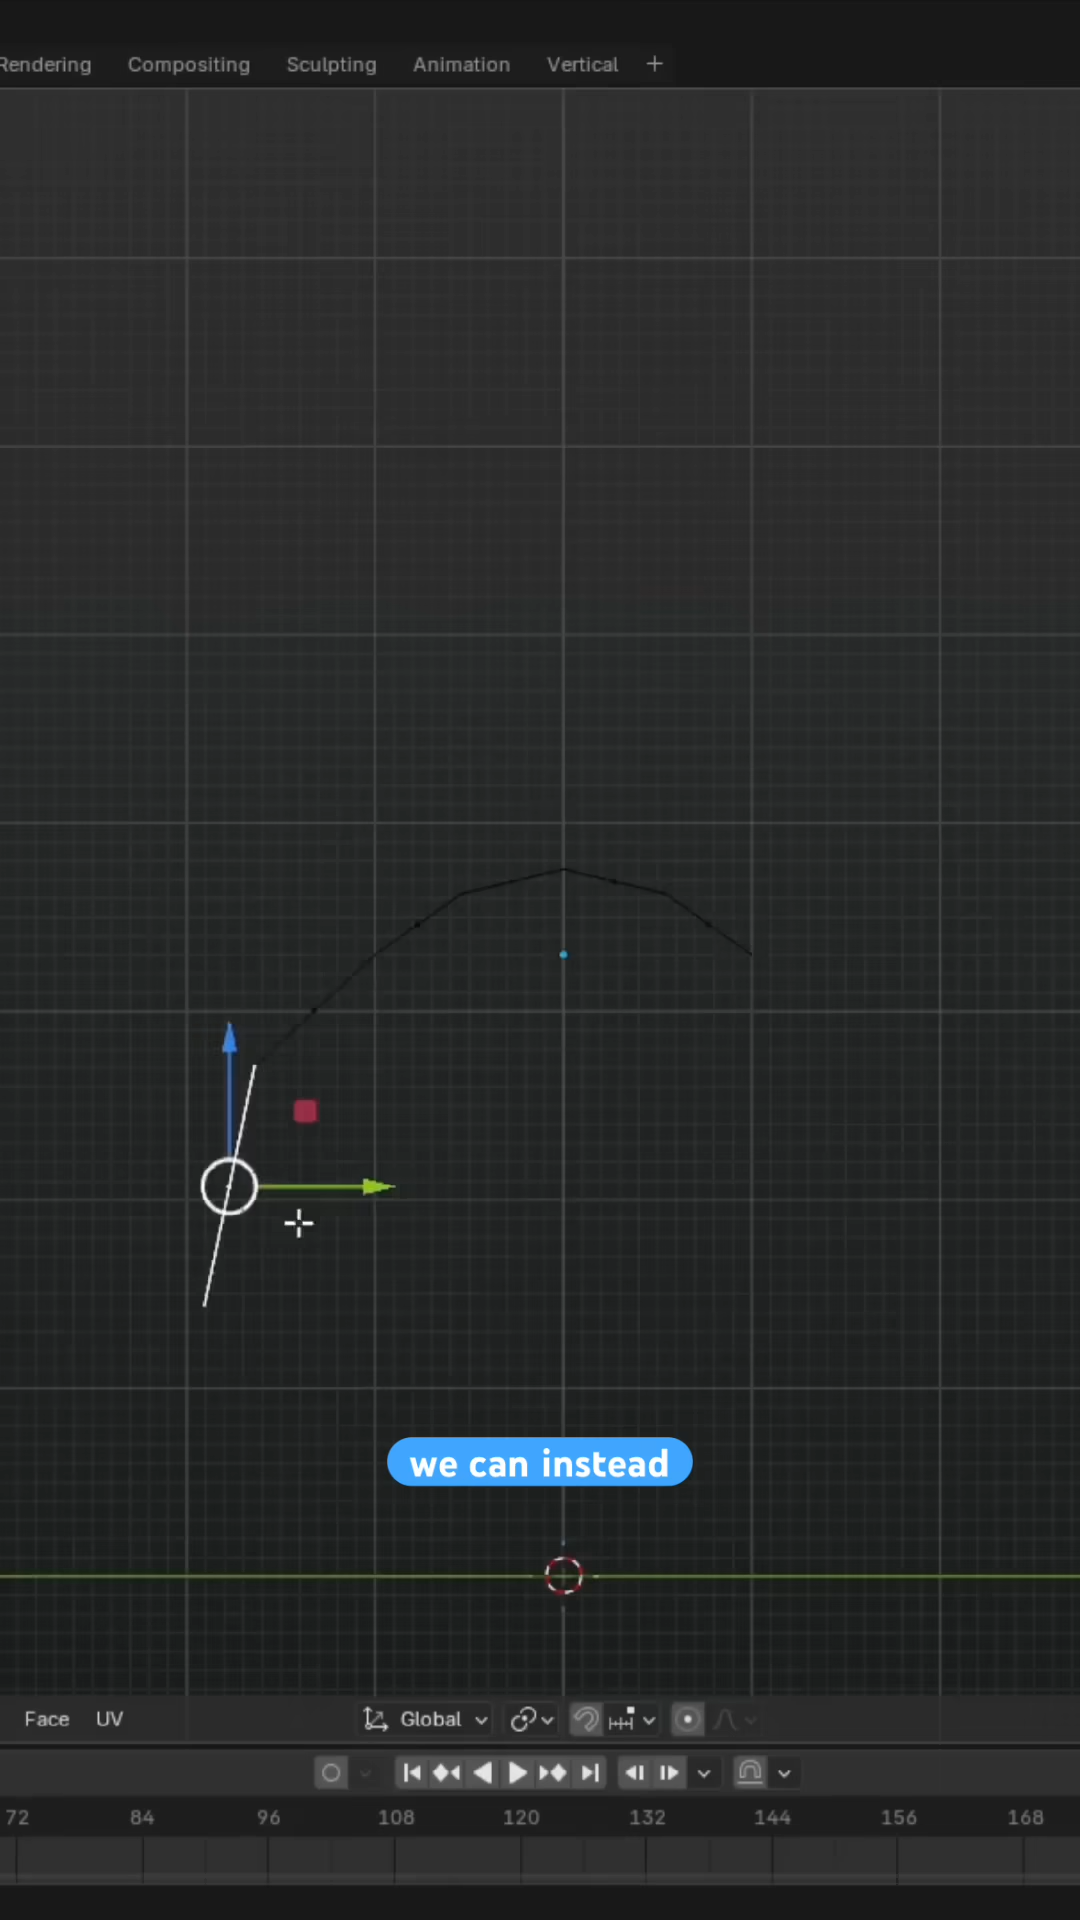 Rendering Compositing Sculpting Animation Vertical +
we can instead
Face UV Global
72 84 96 108 120 132 144 156 168